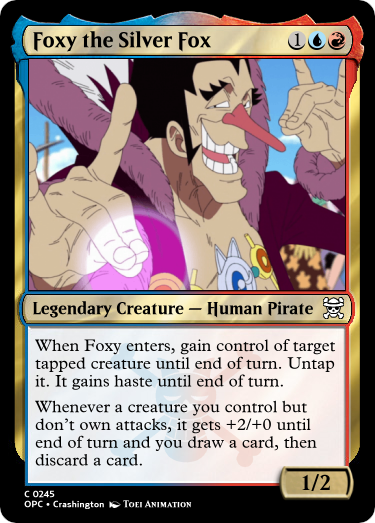 Foxy the Silver Fox 1
Legendary Creature — Human Pirate
When Foxy enters, gain control of target
tapped creature until end of turn. Untap
it. It gains haste until end of turn.
Whenever a creature you control but
don't own attacks, it gets +2/+0 until
end of turn and you draw a card, then
discard a card.
1/2
C 0245
OPC • Crashington TOEI ANIMATION